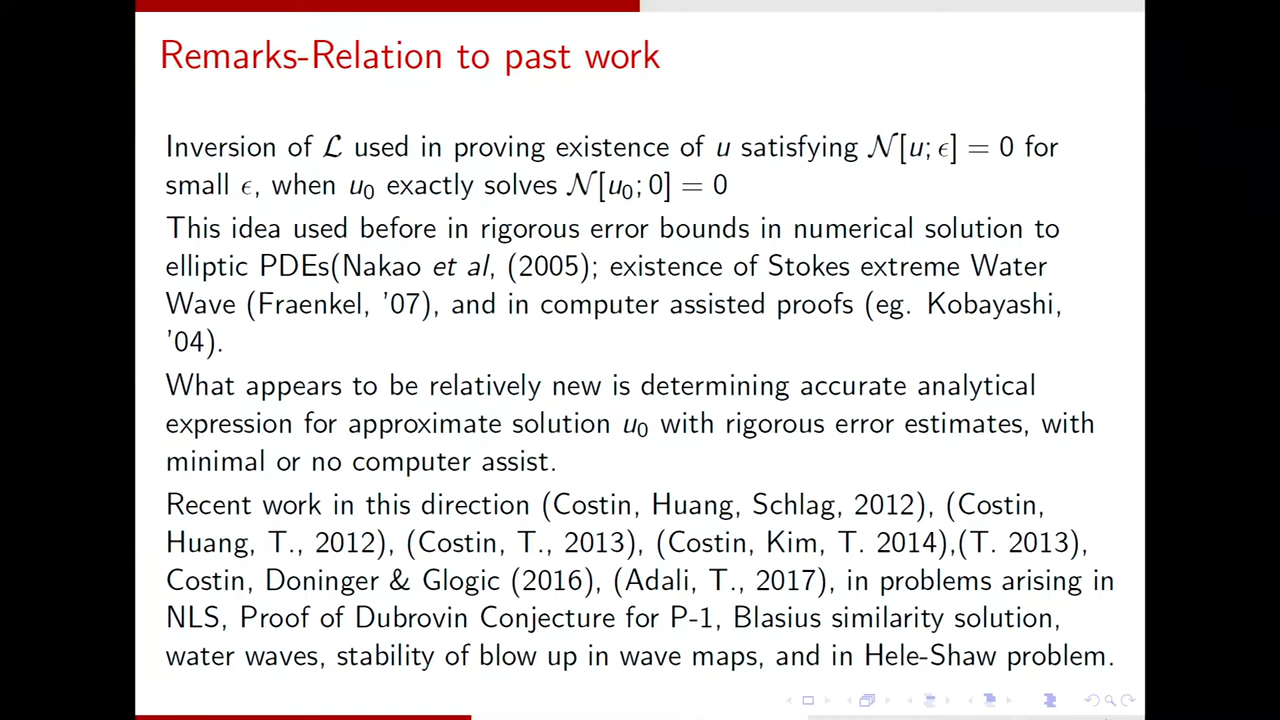 Remarks-Relation to past work
Inversion of ℒ used in proving existence of u satisfying 𝒩[u; ϵ] = 0 for
small ϵ, when u₀ exactly solves 𝒩[u₀; 0] = 0
This idea used before in rigorous error bounds in numerical solution to
elliptic PDEs(Nakao et al, (2005); existence of Stokes extreme Water
Wave (Fraenkel, '07), and in computer assisted proofs (eg. Kobayashi,
'04).
What appears to be relatively new is determining accurate analytical
expression for approximate solution u₀ with rigorous error estimates, with
minimal or no computer assist.
Recent work in this direction (Costin, Huang, Schlag, 2012), (Costin,
Huang, T., 2012), (Costin, T., 2013), (Costin, Kim, T. 2014),(T. 2013),
Costin, Doninger & Glogic (2016), (Adali, T., 2017), in problems arising in
NLS, Proof of Dubrovin Conjecture for P-1, Blasius similarity solution,
water waves, stability of blow up in wave maps, and in Hele-Shaw problem.